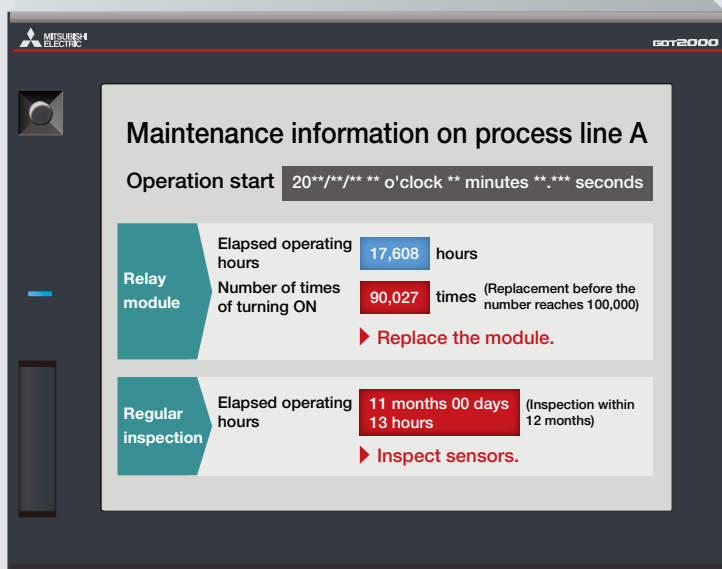 MITSUBISHI
ELECTRIC
GOT2000
Maintenance information on process line A
Operation start 20**/**/** ** o'clock ** minutes **.*** seconds
Relay
module
Elapsed operating
hours
17,608 hours
Number of times
of turning ON
90,027 times
(Replacement before the
number reaches 100,000)
Replace the module.
Regular
inspection
Elapsed operating
hours
11 months 00 days
13 hours
(Inspection within
12 months)
Inspect sensors.